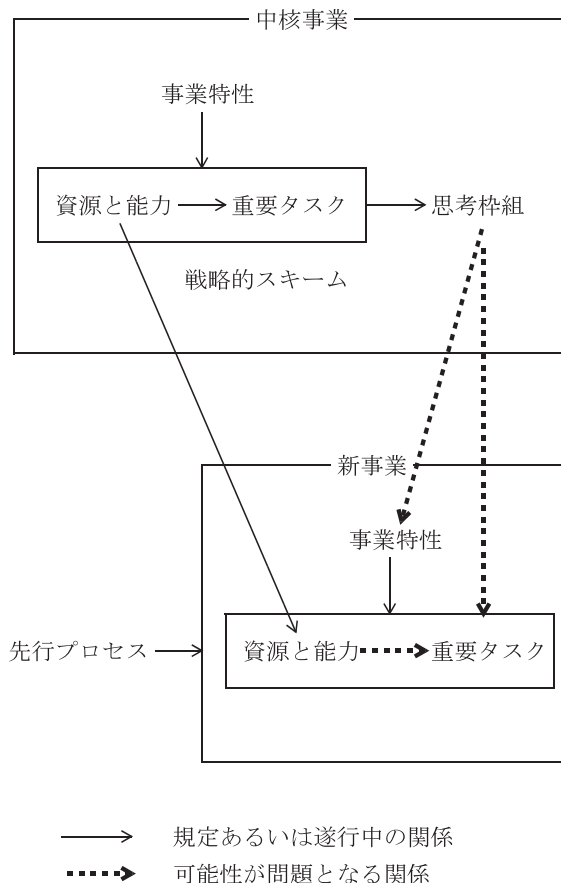 中核事業
事業特性
資源と能力 重要タスク 思考枠組
戦略的スキーム
新事業
事業特性
先行プロセス 資源と能力 重要タスク
規定あるいは遂行中の関係
可能性が問題となる関係